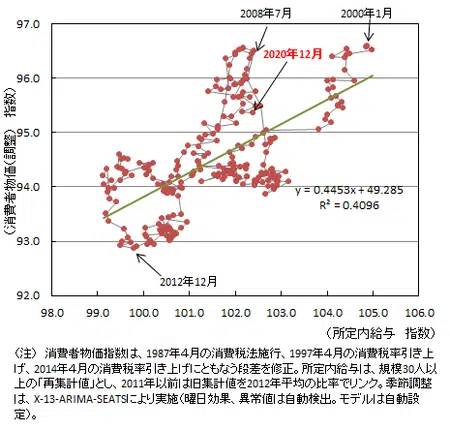 2008年7月
2000年1月
2020年12月
97.0
96.0
95.0
94.0
93.0
92.0
(消費者物価(調整) 指数)
y = 0.4453x + 49.285
R² = 0.4096
2012年12月
98.0 99.0 100.0 101.0 102.0 103.0 104.0 105.0 106.0
(所定内給与 指数)
(注) 消費者物価指数は、1987年4月の消費税法施行、1997年4月の消費税率引き上
げ、2014年4月の消費税率引き上げにともなう段差を修正。所定内給与は、規模30人以
上の「再集計値」とし、2011年以前は旧集計値を2012年平均の比率でリンク。季節調整
は、X-13-ARIMA-SEATSにより実施(曜日効果、異常値は自動検出。モデルは自動設
定)。